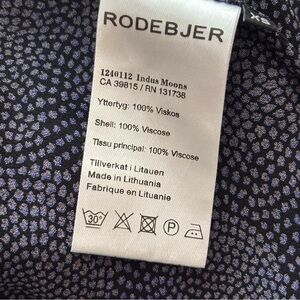 RODEBJER
1240112 Indus Moons
CA 39815 / RN 131738
Yttertyg: 100% Viskos
Shell: 100% Viscose
Tissu principal: 100% Viscose
Tillverkat i Litauen
Made in Lithuania
Fabrique en Lituanie
30°
P